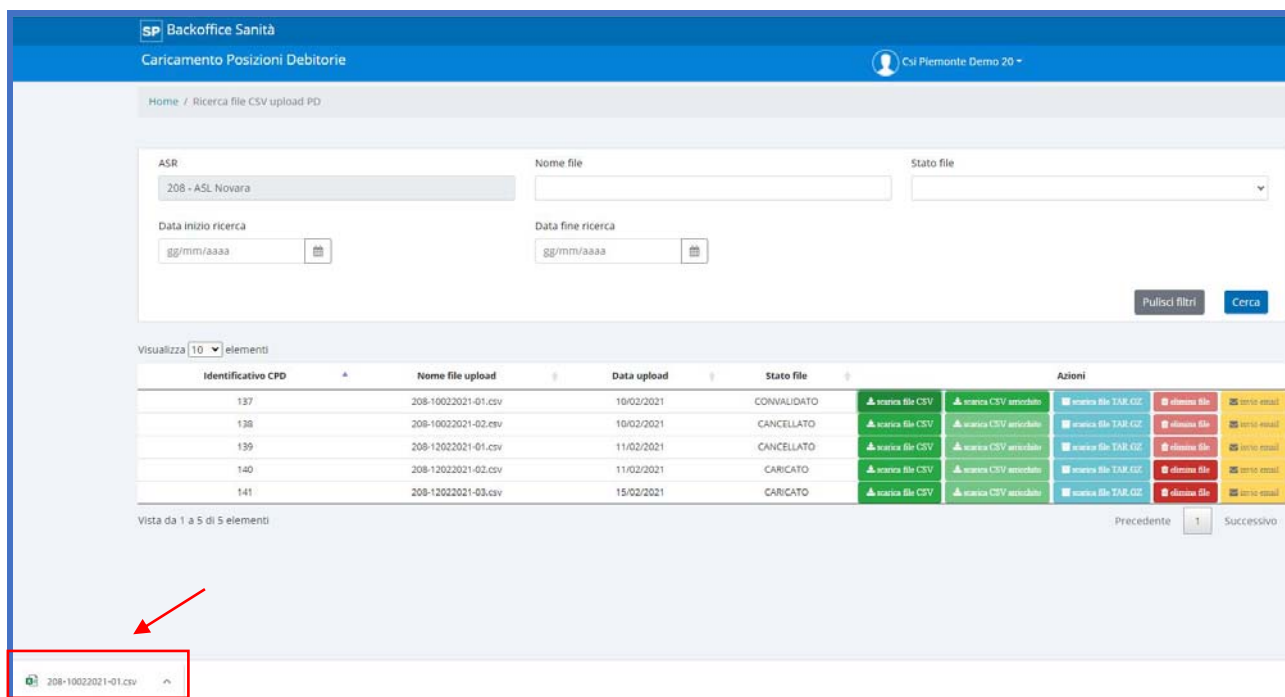 SP Backoffice Sanità
Caricamento Posizioni Debitorie Csi Piemonte Demo 20
Home / Ricerca file CSV upload PD
ASR Nome file Stato file
208 - ASL Novara
Data inizio ricerca Data fine ricerca
gg/mm/aaaa gg/mm/aaaa
Pulisci filtri Cerca
Visualizza 10 elementi
Identificativo CPD Nome file upload Data upload Stato file Azioni
137 208-10022021-01.csv 10/02/2021 CONVALIDATO scarica file CSV scarica CSV arricchito scarica file TAR.GZ elimina file invio email
138 208-10022021-02.csv 10/02/2021 CANCELLATO scarica file CSV scarica CSV arricchito scarica file TAR.GZ elimina file invio email
139 208-12022021-01.csv 11/02/2021 CANCELLATO scarica file CSV scarica CSV arricchito scarica file TAR.GZ elimina file invio email
140 208-12022021-02.csv 11/02/2021 CARICATO scarica file CSV scarica CSV arricchito scarica file TAR.GZ elimina file invio email
141 208-12022021-03.csv 15/02/2021 CARICATO scarica file CSV scarica CSV arricchito scarica file TAR.GZ elimina file invio email
Vista da 1 a 5 di 5 elementi Precedente 1 Successivo
208-10022021-01.csv